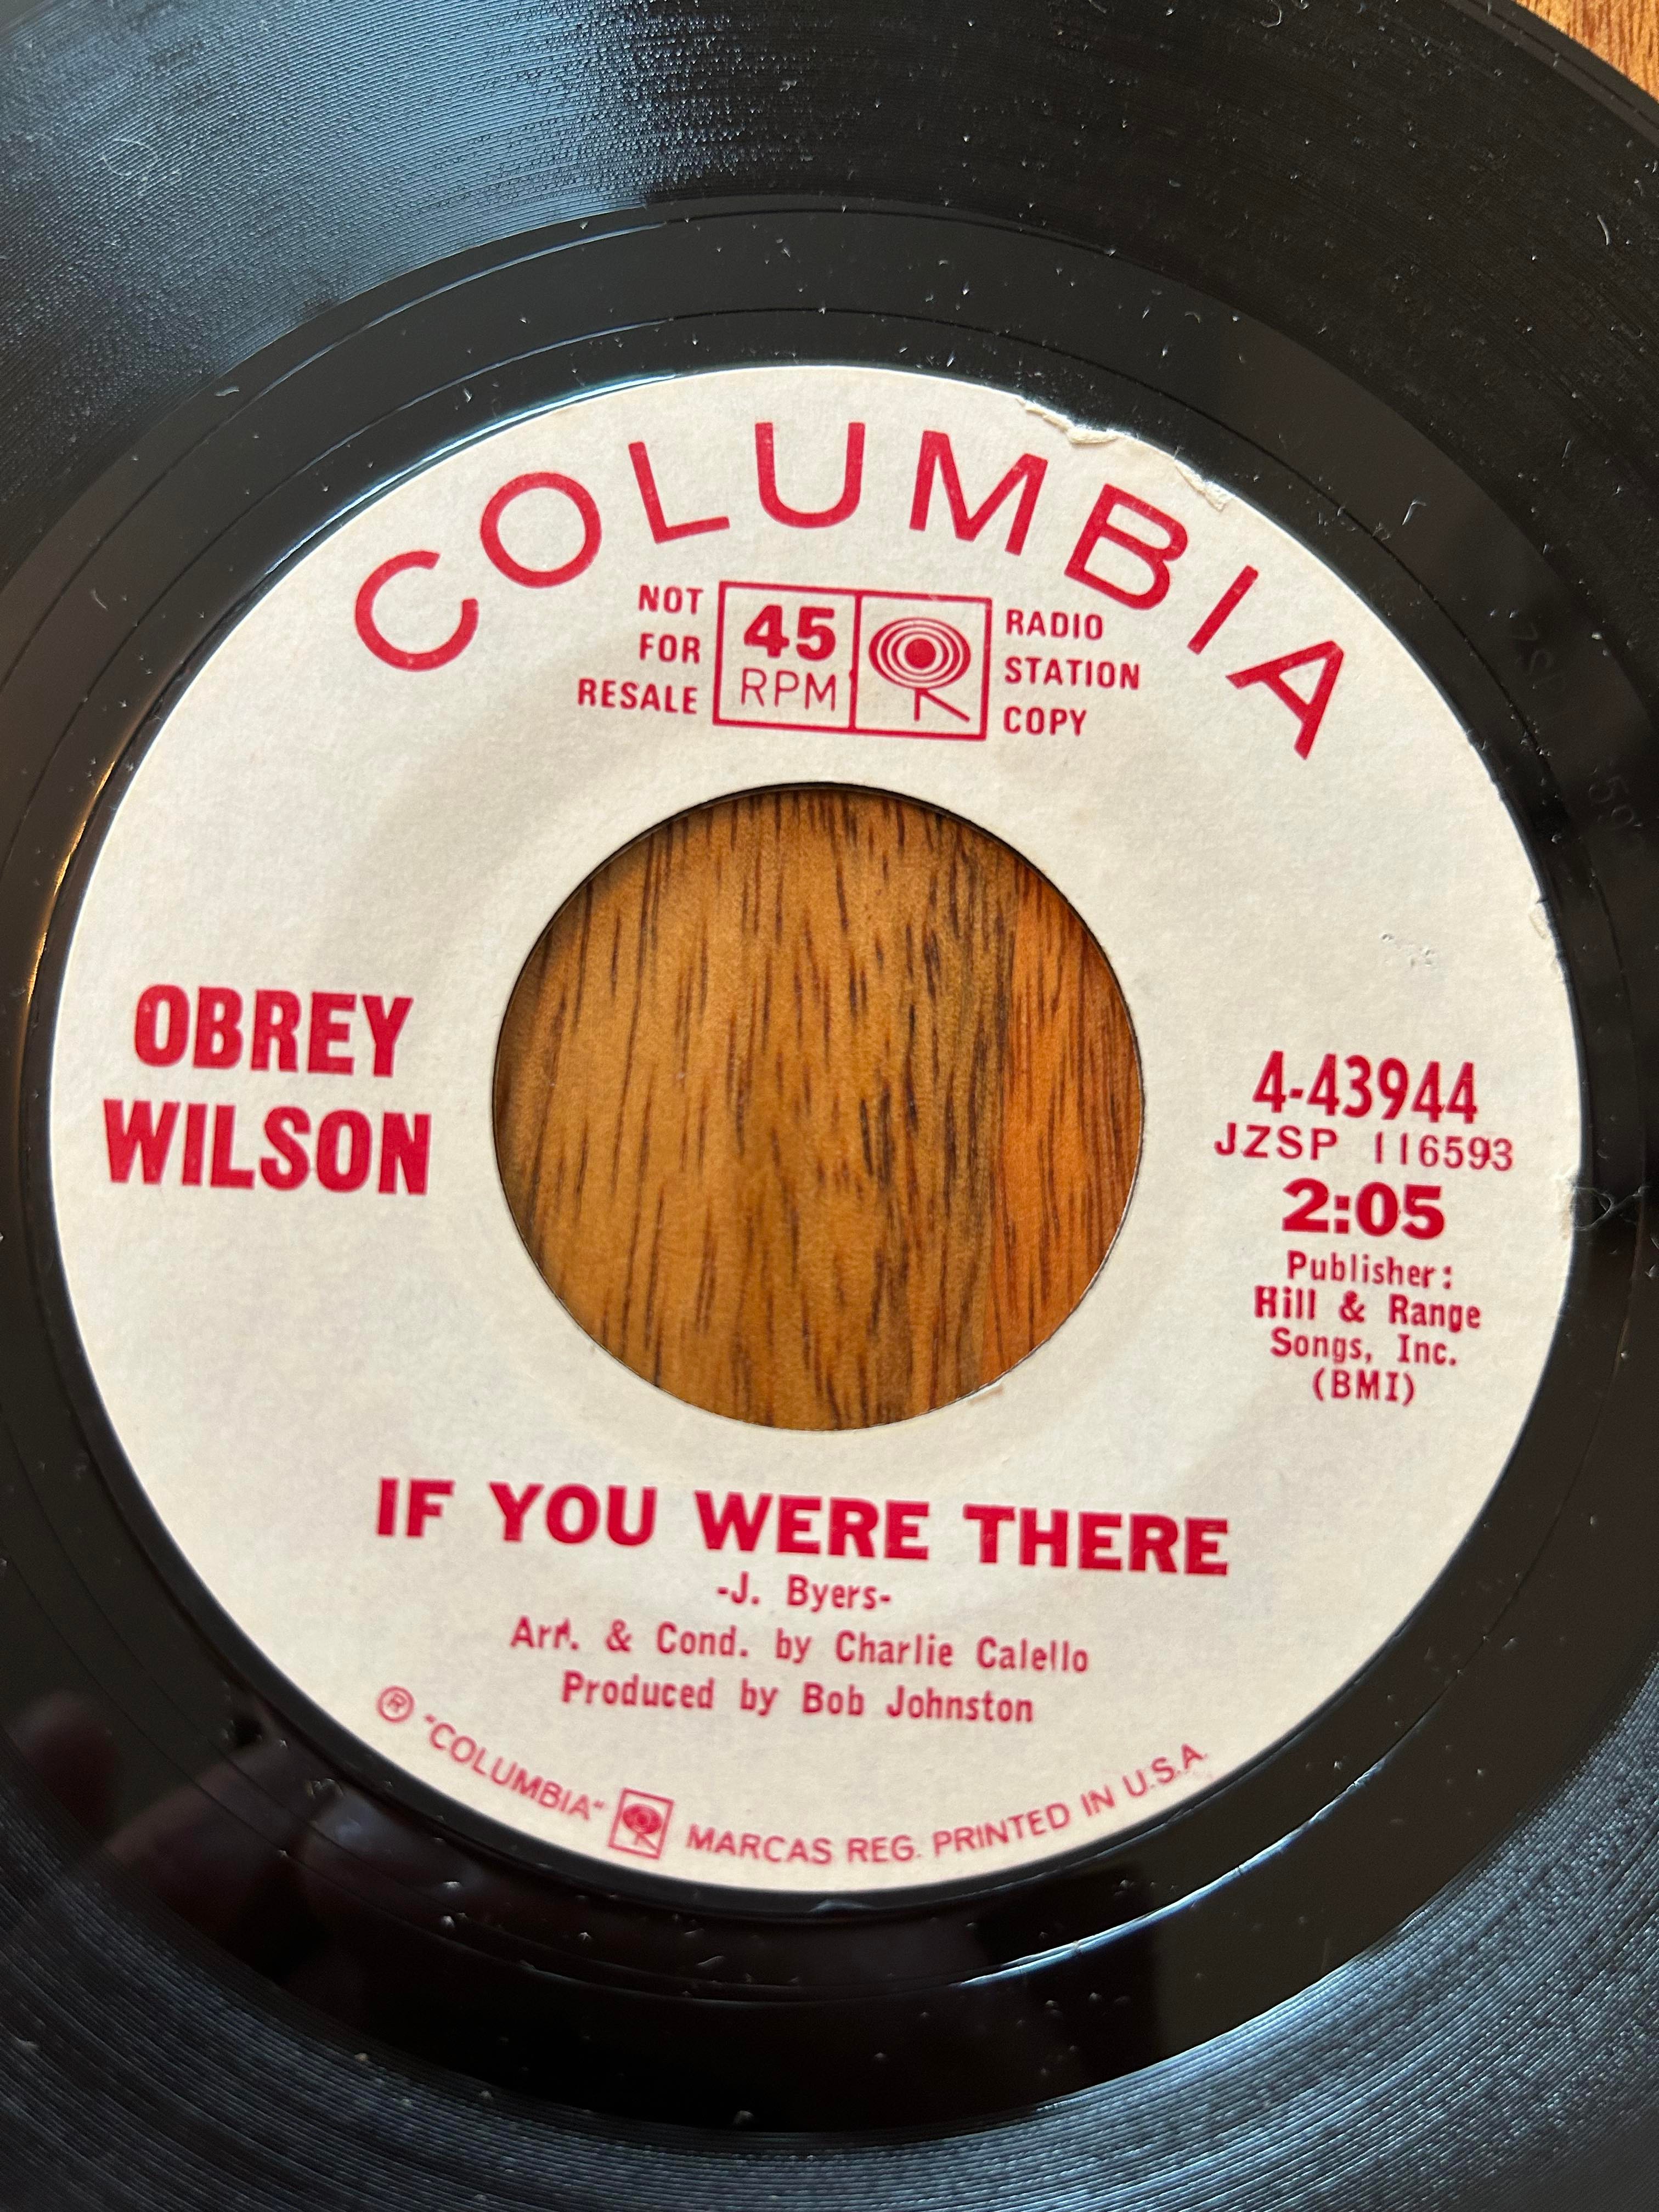 COLUMBIA
NOT
FOR
RESALE
45
RPM
RADIO
STATION
COPY
OBREY
WILSON
4-43944
JZSP 116593
2:05
Publisher:
Hill & Range
Songs, Inc.
(BMI)
IF YOU WERE THERE
-J. Byers-
Arr. & Cond. by Charlie Calello
Produced by Bob Johnston
® "COLUMBIA" MARCAS REG. PRINTED IN U.S.A.